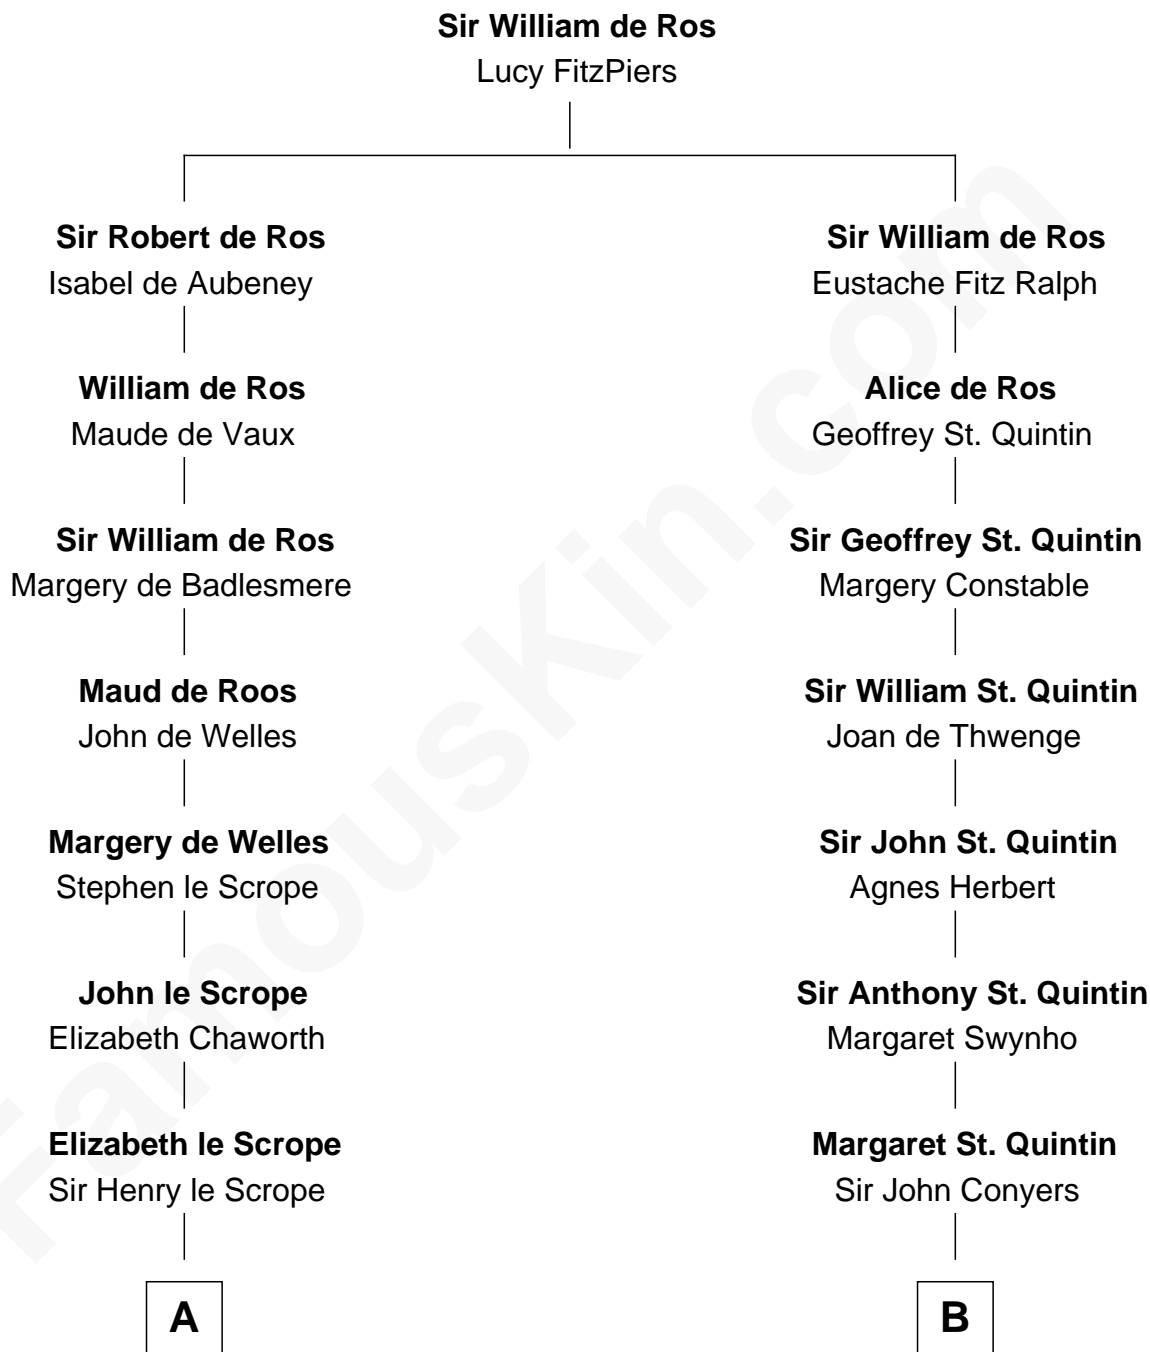 Sir William de Ros
Lucy FitzPiers
Sir Robert de Ros
Isabel de Aubeney
Sir William de Ros
Eustache Fitz Ralph
William de Ros
Maude de Vaux
Alice de Ros
Geoffrey St. Quintin
Sir William de Ros
Margery de Badlesmere
Sir Geoffrey St. Quintin
Margery Constable
Maud de Roos
John de Welles
Sir William St. Quintin
Joan de Thwenge
Margery de Welles
Stephen le Scrope
Sir John St. Quintin
Agnes Herbert
John le Scrope
Elizabeth Chaworth
Sir Anthony St. Quintin
Margaret Swynho
Elizabeth le Scrope
Sir Henry le Scrope
Margaret St. Quintin
Sir John Conyers
A
B
FamousKin.com